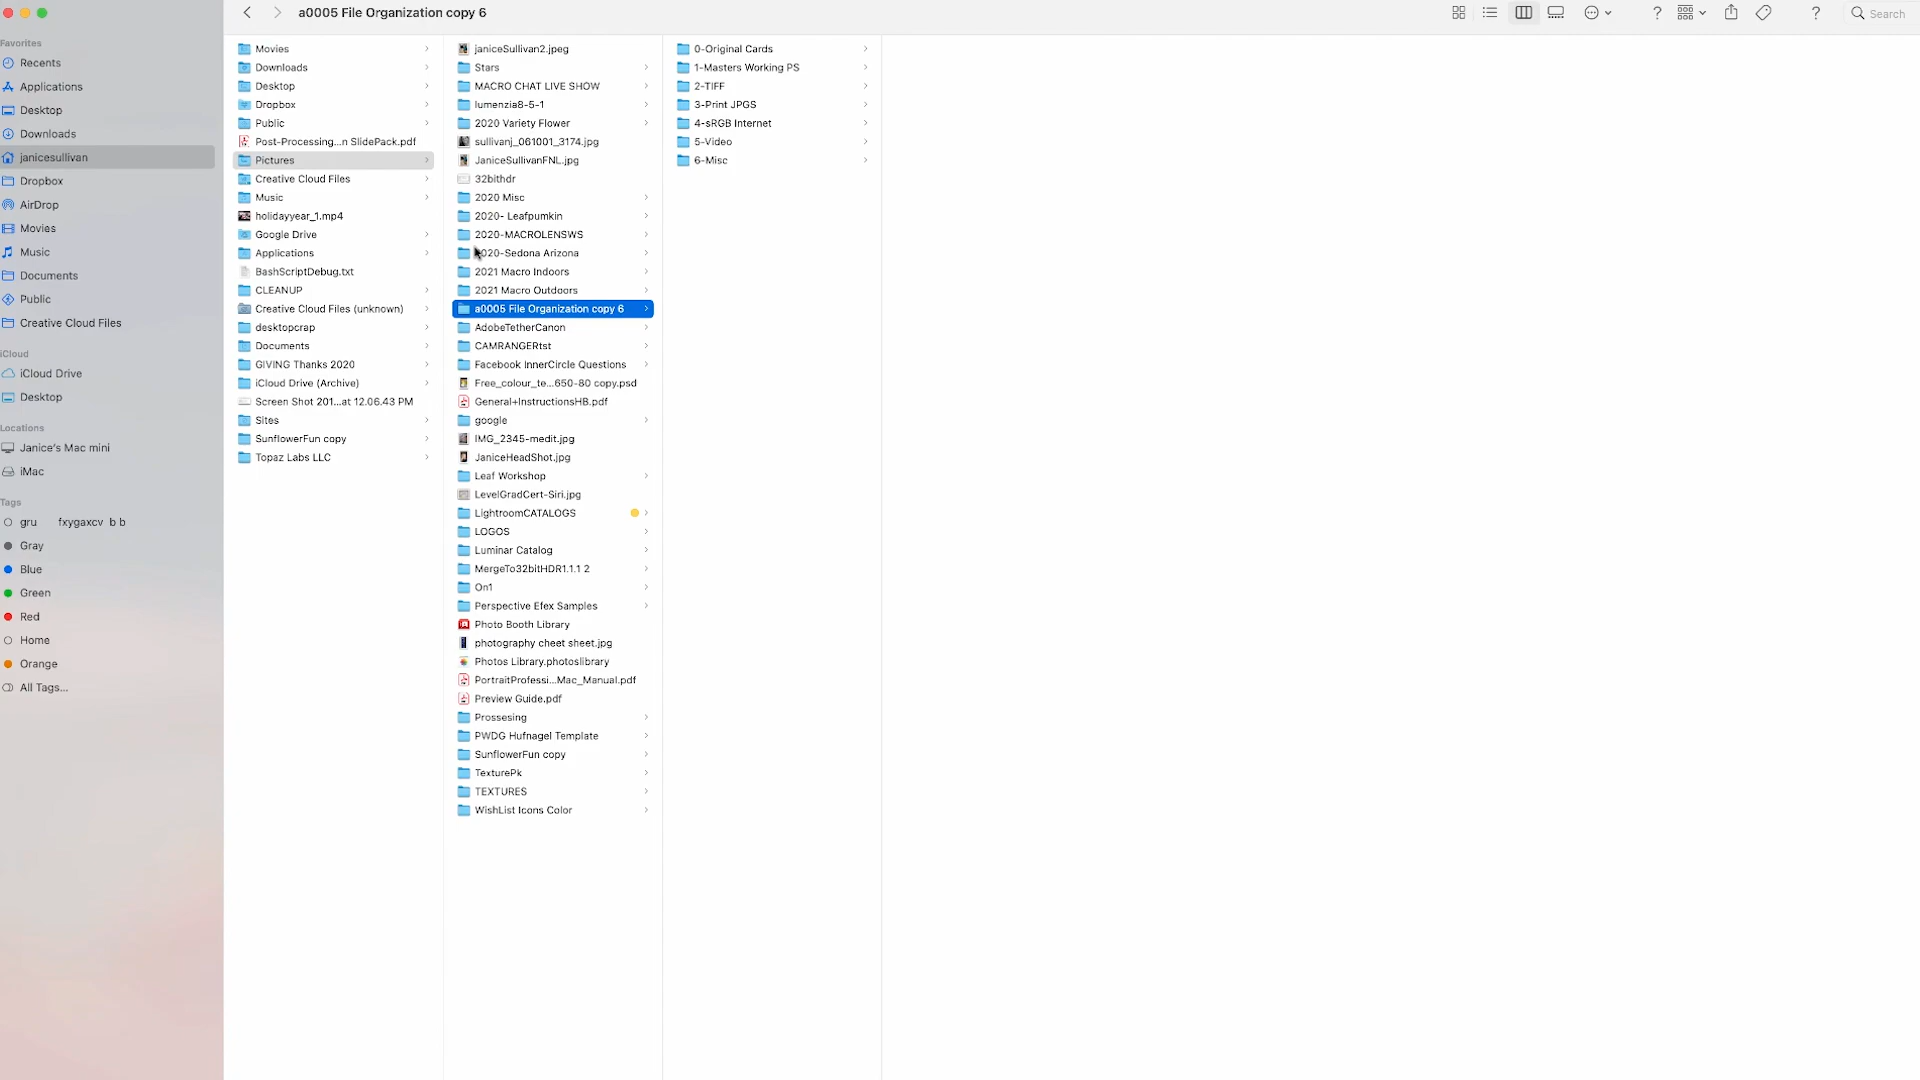 a0005 File Organization copy 6
Search
Favorites
Recents
Applications
Desktop
Downloads
janicesullivan
Dropbox
AirDrop
Movies
Music
Documents
Public
Creative Cloud Files
iCloud
iCloud Drive
Desktop
Locations
Janice's Mac mini
iMac
Tags
gru fxygaxcv b b
Gray
Blue
Green
Red
Home
Orange
All Tags...
Movies
Downloads
Desktop
Dropbox
Public
Post-Processing...n SlidePack.pdf
Pictures
Creative Cloud Files
Music
holidayyear_1.mp4
Google Drive
Applications
BashScriptDebug.txt
CLEANUP
Creative Cloud Files (unknown)
desktopcrap
Documents
GIVING Thanks 2020
iCloud Drive (Archive)
Screen Shot 201...at 12.06.43 PM
Sites
SunflowerFun copy
Topaz Labs LLC
janiceSullivan2.jpeg
Stars
MACRO CHAT LIVE SHOW
lumenzia8-5-1
2020 Variety Flower
sullivanj_061001_3174.jpg
JaniceSullivanFNL.jpg
32bithdr
2020 Misc
2020- Leafpumkin
2020-MACROLENSWS
2020-Sedona Arizona
2021 Macro Indoors
2021 Macro Outdoors
a0005 File Organization copy 6
AdobeTetherCanon
CAMRANGERtst
Facebook InnerCircle Questions
Free_colour_te...650-80 copy.psd
General+InstructionsHB.pdf
google
IMG_2345-medit.jpg
JaniceHeadShot.jpg
Leaf Workshop
LevelGradCert-Siri.jpg
LightroomCATALOGS
LOGOS
Luminar Catalog
MergeTo32bitHDR1.1.1 2
On1
Perspective Efex Samples
Photo Booth Library
photography cheet sheet.jpg
Photos Library.photoslibrary
PortraitProfessi...Mac_Manual.pdf
Preview Guide.pdf
Prossesing
PWDG Hufnagel Template
SunflowerFun copy
TexturePk
TEXTURES
WishList Icons Color
0-Original Cards
1-Masters Working PS
2-TIFF
3-Print JPGS
4-sRGB Internet
5-Video
6-Misc